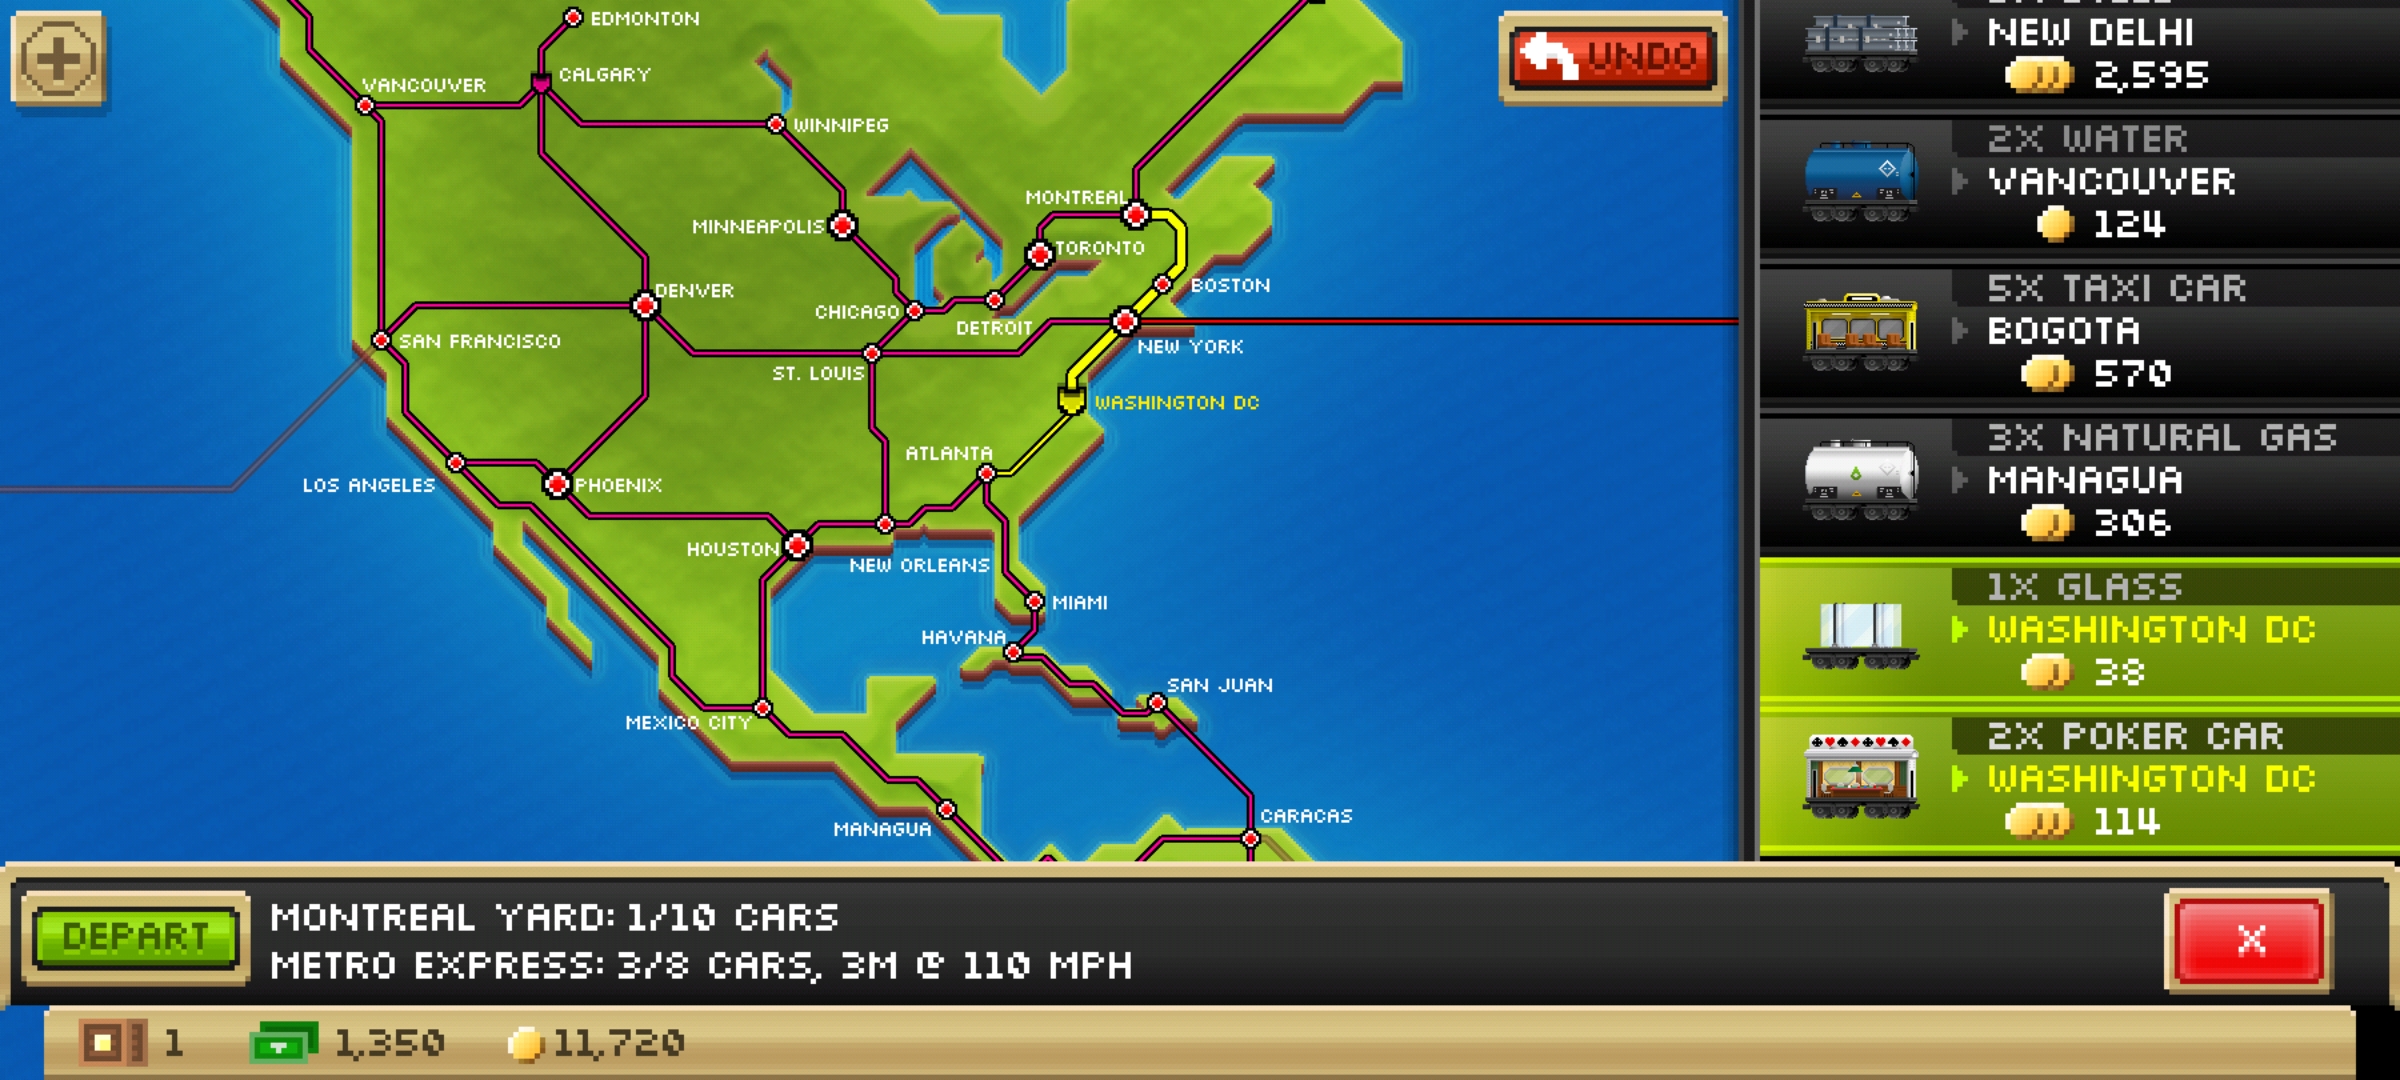 EDMONTON
CALGARY
VANCOUVER
WINNIPEG
MONTREAL
MINNEAPOLIS
TORONTO
BOSTON
DENVER
CHICAGO
DETROIT
NEW YORK
SAN FRANCISCO
ST. LOUIS
WASHINGTON DC
ATLANTA
LOS ANGELES
PHOENIX
HOUSTON
NEW ORLEANS
MIAMI
HAVANA
SAN JUAN
MEXICO CITY
MANAGUA
CARACAS
UNDO
NEW DELHI
2,595
2X WATER
VANCOUVER
124
5X TAXI CAR
BOGOTA
570
3X NATURAL GAS
MANAGUA
306
1X GLASS
WASHINGTON DC
38
2X POKER CAR
WASHINGTON DC
114
DEPART
MONTREAL YARD: 1/10 CARS
METRO EXPRESS: 3/8 CARS, 3M @ 110 MPH
X
1
1,350
11,720